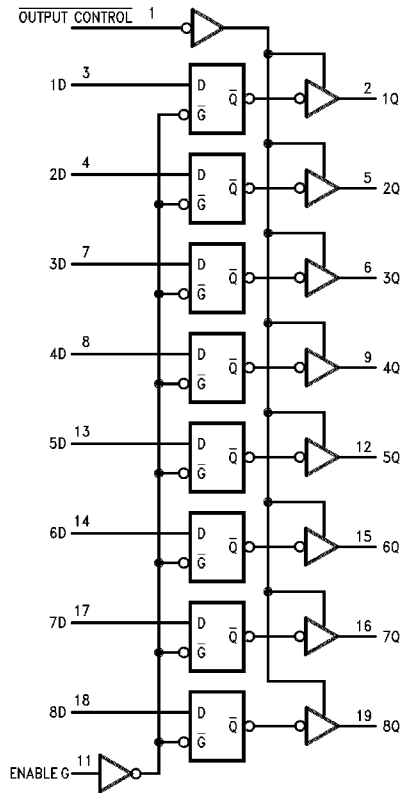 OUTPUT CONTROL 1
1D 3 D G̅ Q̅ 2 1Q
2D 4 D G̅ Q̅ 5 2Q
3D 7 D G̅ Q̅ 6 3Q
4D 8 D G̅ Q̅ 9 4Q
5D 13 D G̅ Q̅ 12 5Q
6D 14 D G̅ Q̅ 15 6Q
7D 17 D G̅ Q̅ 16 7Q
8D 18 D G̅ Q̅ 19 8Q
ENABLE G 11